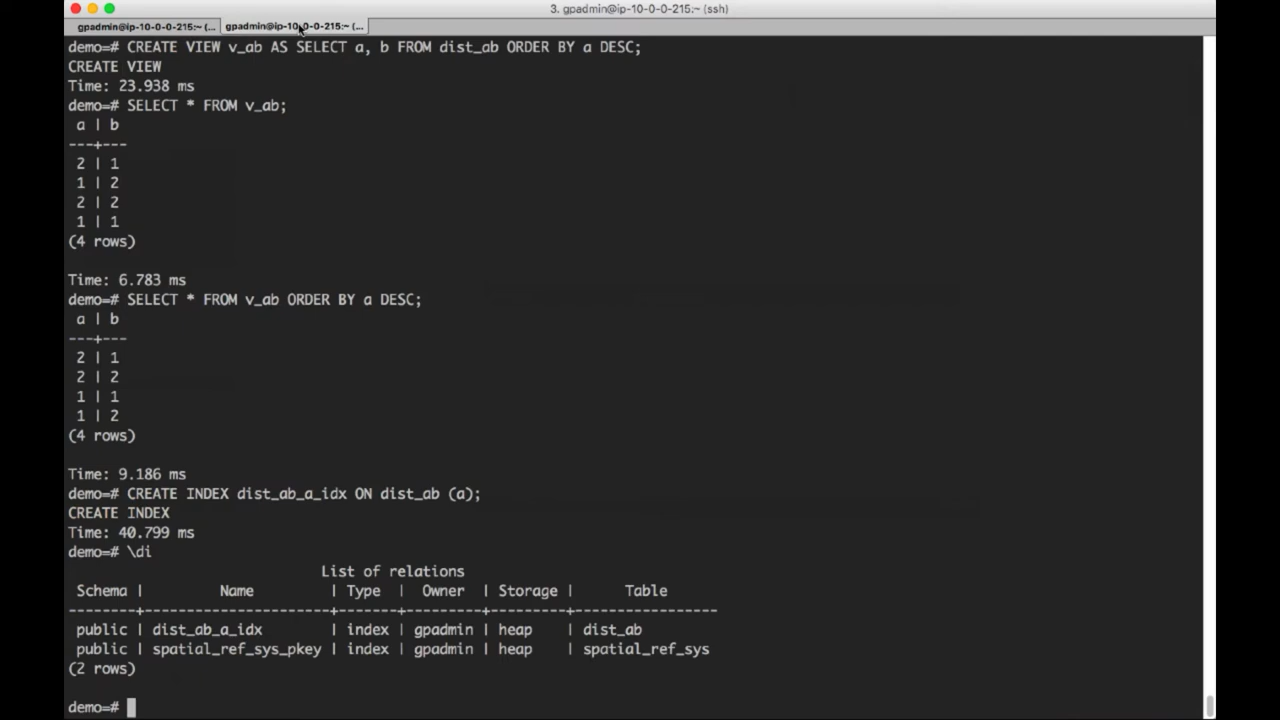 3. gpadmin@ip-10-0-0-215:~ (ssh)
gpadmin@ip-10-0-0-215:~ (... gpadmin@ip-10-0-0-215:~ (...
demo=# CREATE VIEW v_ab AS SELECT a, b FROM dist_ab ORDER BY a DESC;
CREATE VIEW
Time: 23.938 ms
demo=# SELECT * FROM v_ab;
 a | b
---+---
 2 | 1
 1 | 2
 2 | 2
 1 | 1
(4 rows)
Time: 6.783 ms
demo=# SELECT * FROM v_ab ORDER BY a DESC;
 a | b
---+---
 2 | 1
 2 | 2
 1 | 1
 1 | 2
(4 rows)
Time: 9.186 ms
demo=# CREATE INDEX dist_ab_a_idx ON dist_ab (a);
CREATE INDEX
Time: 40.799 ms
demo=# \di
                              List of relations
 Schema |         Name         | Type  |  Owner  | Storage |      Table
--------+----------------------+-------+---------+---------+-----------------
 public | dist_ab_a_idx        | index | gpadmin | heap    | dist_ab
 public | spatial_ref_sys_pkey | index | gpadmin | heap    | spatial_ref_sys
(2 rows)
demo=#